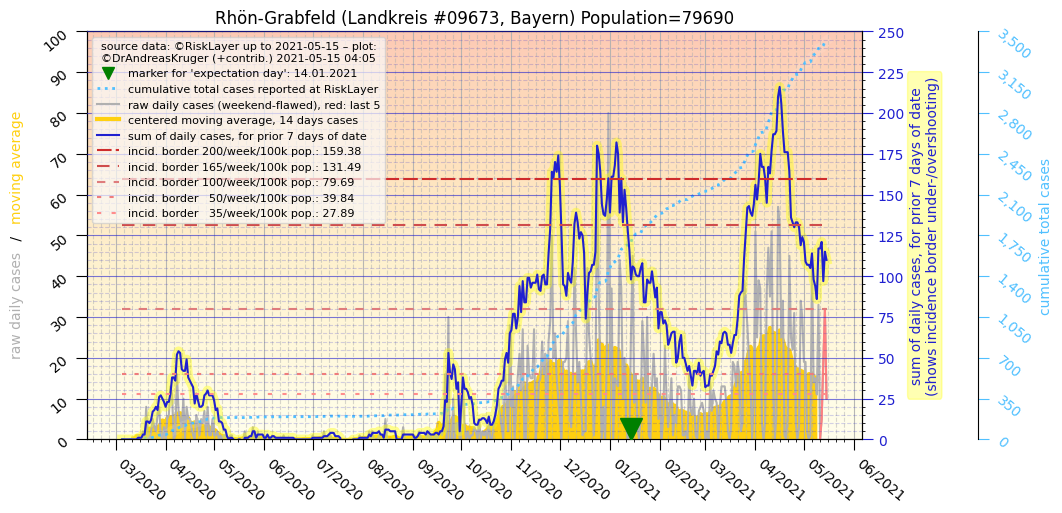 Rhön-Grabfeld (Landkreis #09673, Bayern) Population=79690
source data: ©RiskLayer up to 2021-05-15 – plot:
©DrAndreasKruger (+contrib.) 2021-05-15 04:05
marker for 'expectation day': 14.01.2021
cumulative total cases reported at RiskLayer
raw daily cases (weekend-flawed), red: last 5
centered moving average, 14 days cases
sum of daily cases, for prior 7 days of date
incid. border 200/week/100k pop.: 159.38
incid. border 165/week/100k pop.: 131.49
incid. border 100/week/100k pop.: 79.69
incid. border   50/week/100k pop.: 39.84
incid. border   35/week/100k pop.: 27.89
raw daily cases   /   moving average
100
90
80
70
60
50
40
30
20
10
0
03/2020
04/2020
05/2020
06/2020
07/2020
08/2020
09/2020
10/2020
11/2020
12/2020
01/2021
02/2021
03/2021
04/2021
05/2021
06/2021
250
225
200
175
150
125
100
75
50
25
0
sum of daily cases, for prior 7 days of date
(shows incidence border under-/overshooting)
3,500
3,150
2,800
2,450
2,100
1,750
1,400
1,050
700
350
0
cumulative total cases